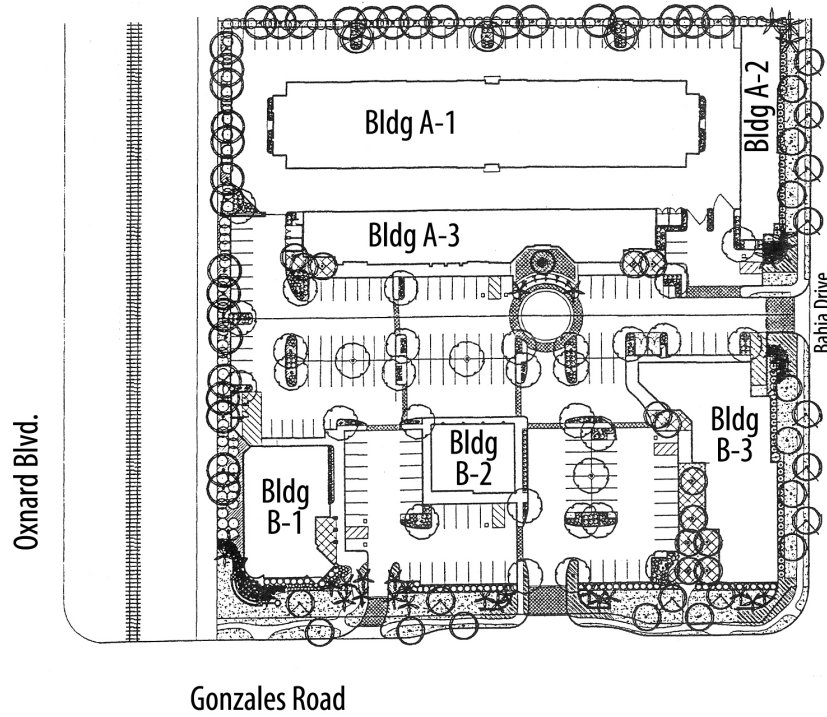 Bldg A-1
Bldg A-2
Bldg A-3
Bahia Drive
Oxnard Blvd.
Bldg
B-1
Bldg
B-2
Bldg
B-3
Gonzales Road